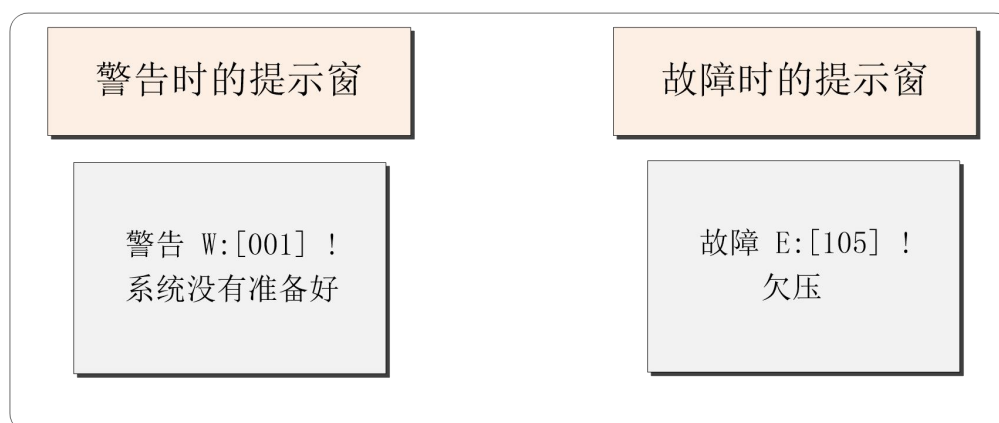 警告时的提示窗
故障时的提示窗
警告 W:[001] !
系统没有准备好
故障 E:[105] !
欠压